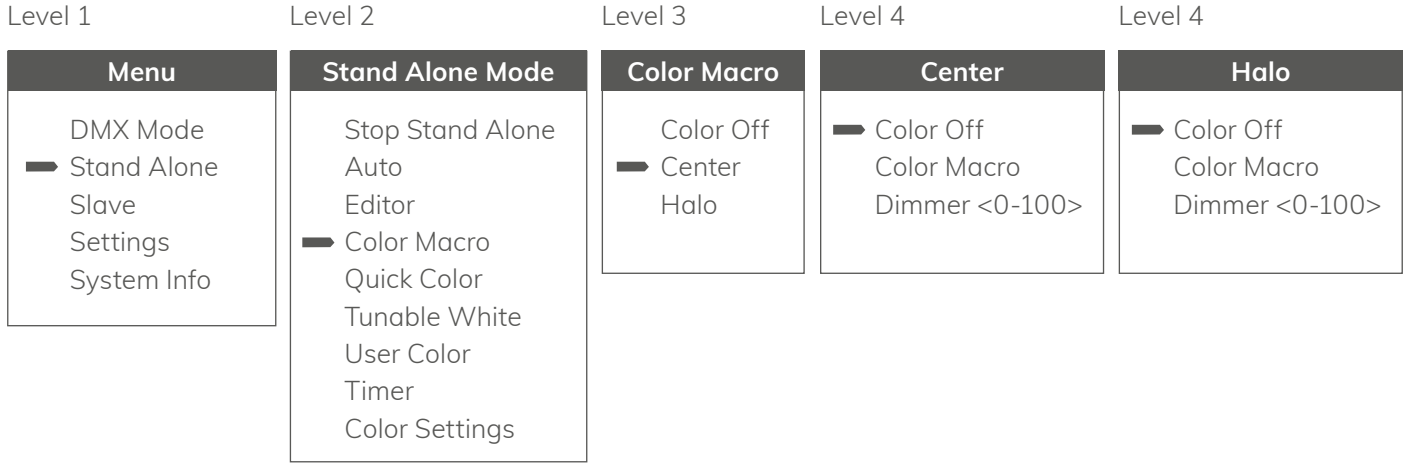 Level 1
Menu
DMX Mode
Stand Alone
Slave
Settings
System Info
Level 2
Stand Alone Mode
Stop Stand Alone
Auto
Editor
Color Macro
Quick Color
Tunable White
User Color
Timer
Color Settings
Level 3
Color Macro
Color Off
Center
Halo
Level 4
Center
Color Off
Color Macro
Dimmer <0-100>
Level 4
Halo
Color Off
Color Macro
Dimmer <0-100>